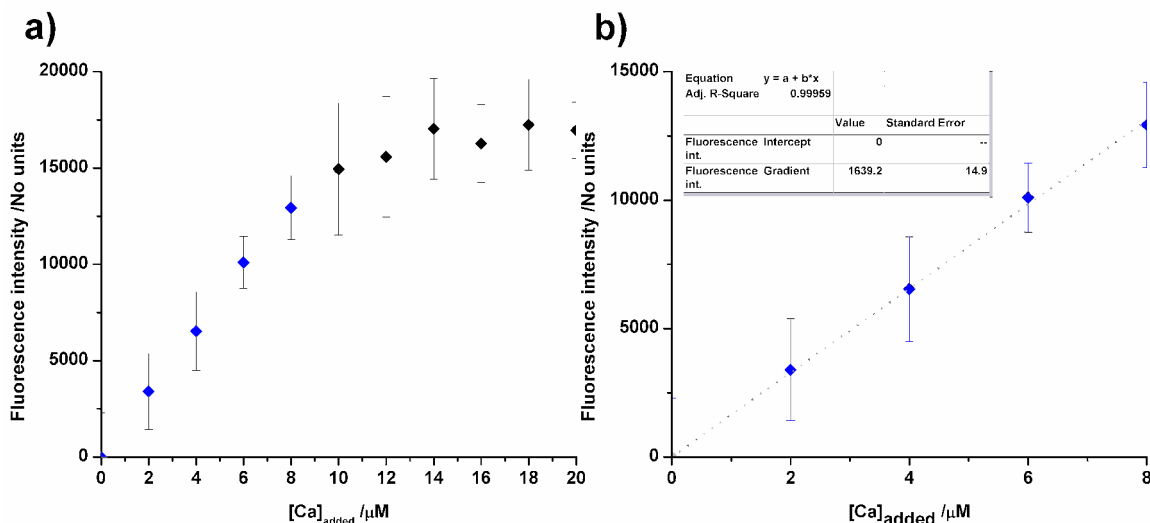 a)
20000
15000
10000
5000
0
Fluorescence intensity /No units
0 2 4 6 8 10 12 14 16 18 20
[Ca]added /µM
b)
15000
10000
5000
0
Fluorescence intensity /No units
Equation y = a + b*x
Adj. R-Square 0.99959
Value Standard Error
Fluorescence Intercept 0 --
int.
Fluorescence Gradient 1639.2 14.9
int.
0 2 4 6 8
[Ca]added /µM